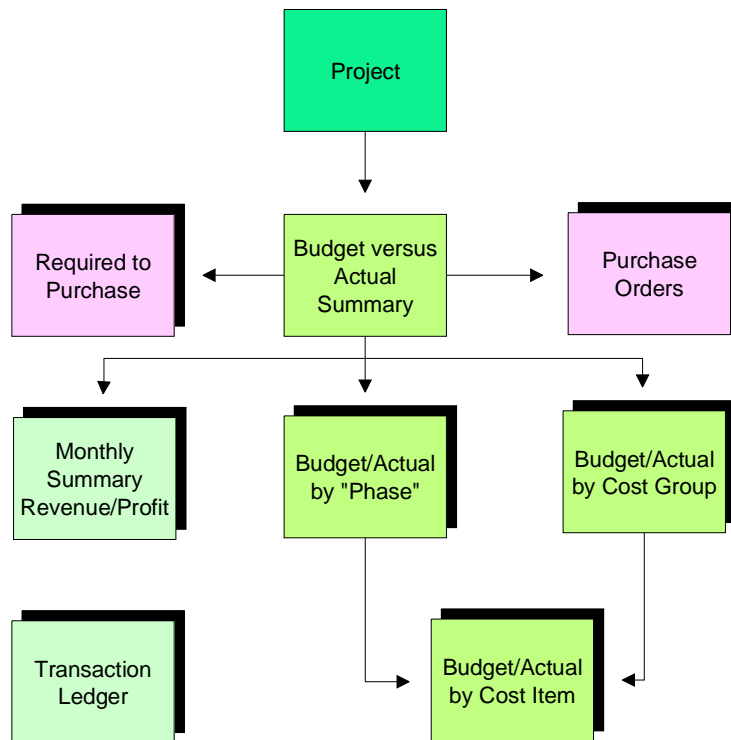 Project
Required to
Purchase
Budget versus
Actual
Summary
Purchase
Orders
Monthly
Summary
Revenue/Profit
Budget/Actual
by "Phase"
Budget/Actual
by Cost Group
Transaction
Ledger
Budget/Actual
by Cost Item